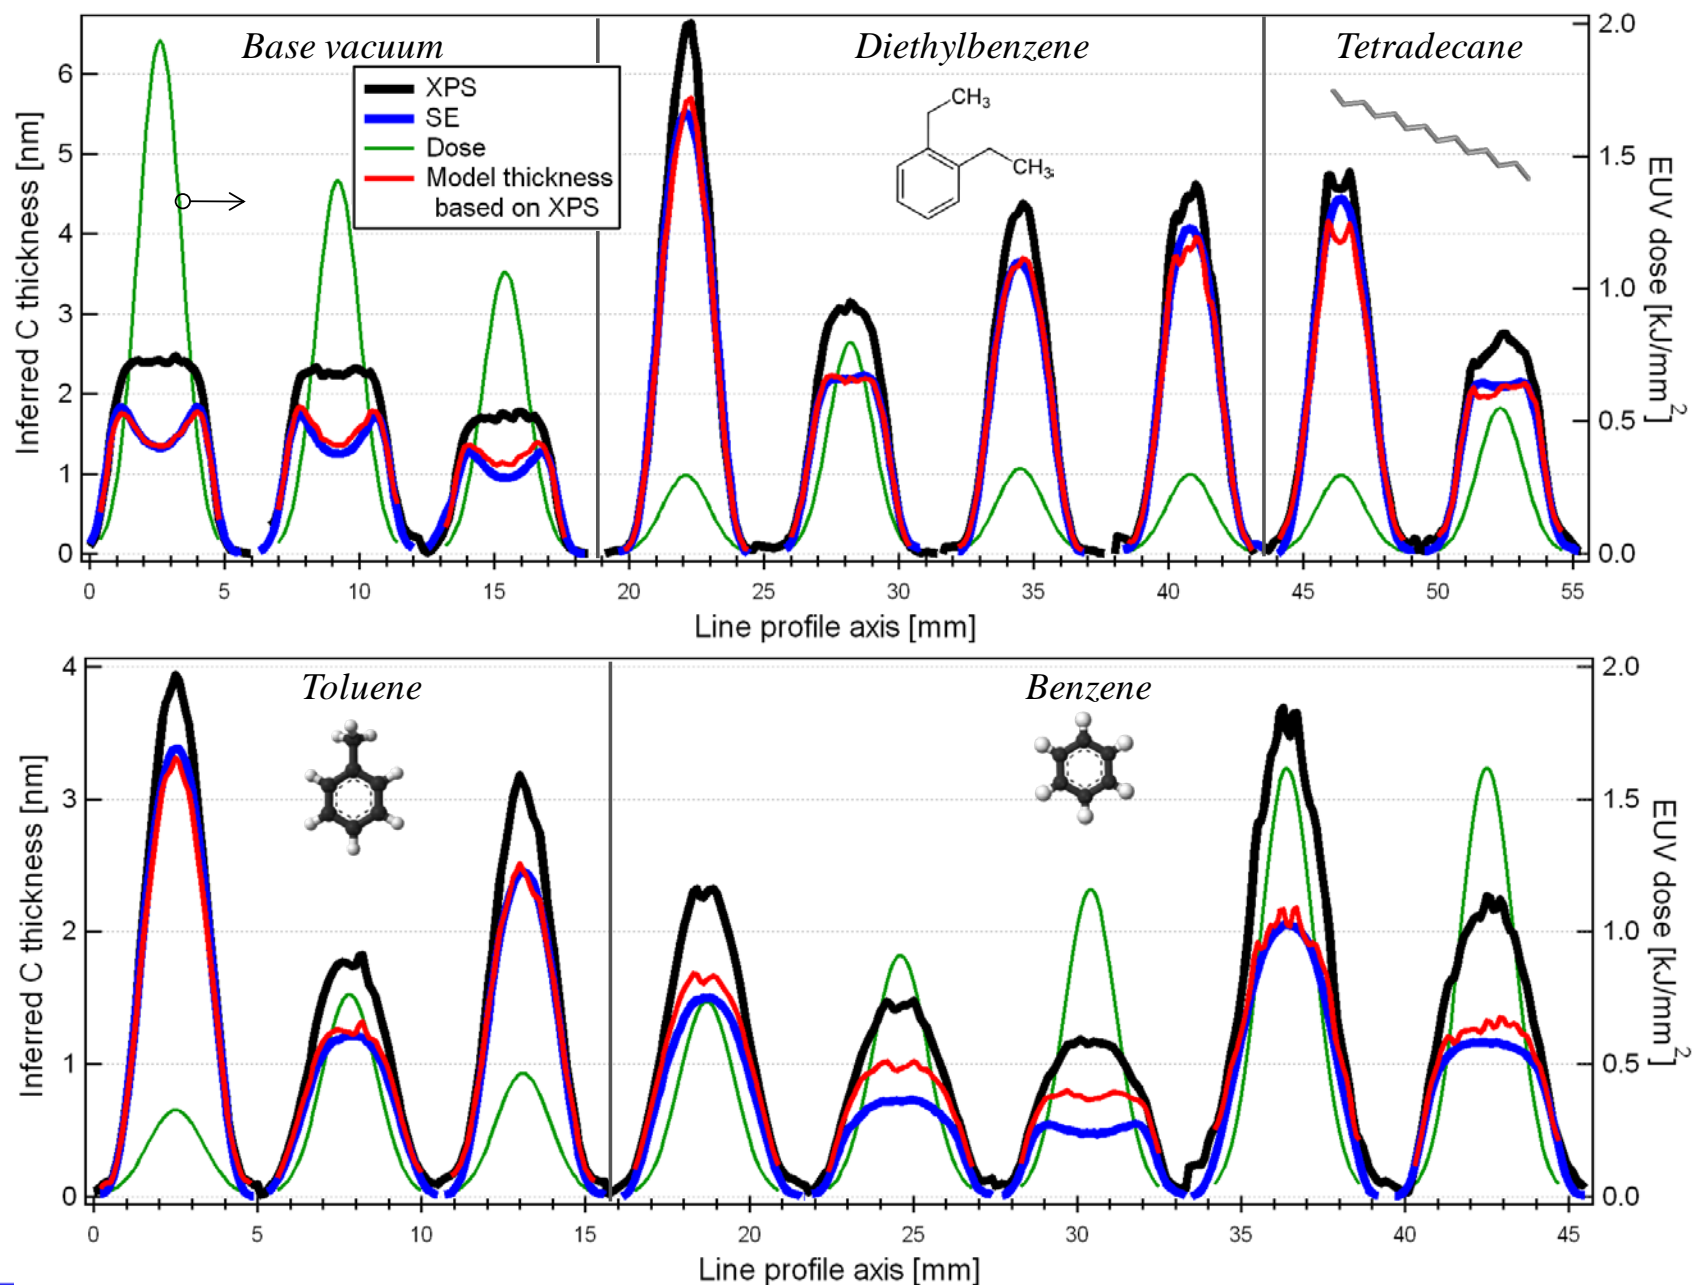 Base vacuum
Diethylbenzene
Tetradecane
XPS
SE
Dose
Model thickness
based on XPS
CH3
CH3
Inferred C thickness [nm]
6
5
4
3
2
1
0
EUV dose [kJ/mm2]
2.0
1.5
1.0
0.5
0.0
0 5 10 15 20 25 30 35 40 45 50 55
Line profile axis [mm]
Toluene
Benzene
Inferred C thickness [nm]
4
3
2
1
0
EUV dose [kJ/mm2]
2.0
1.5
1.0
0.5
0.0
0 5 10 15 20 25 30 35 40 45
Line profile axis [mm]